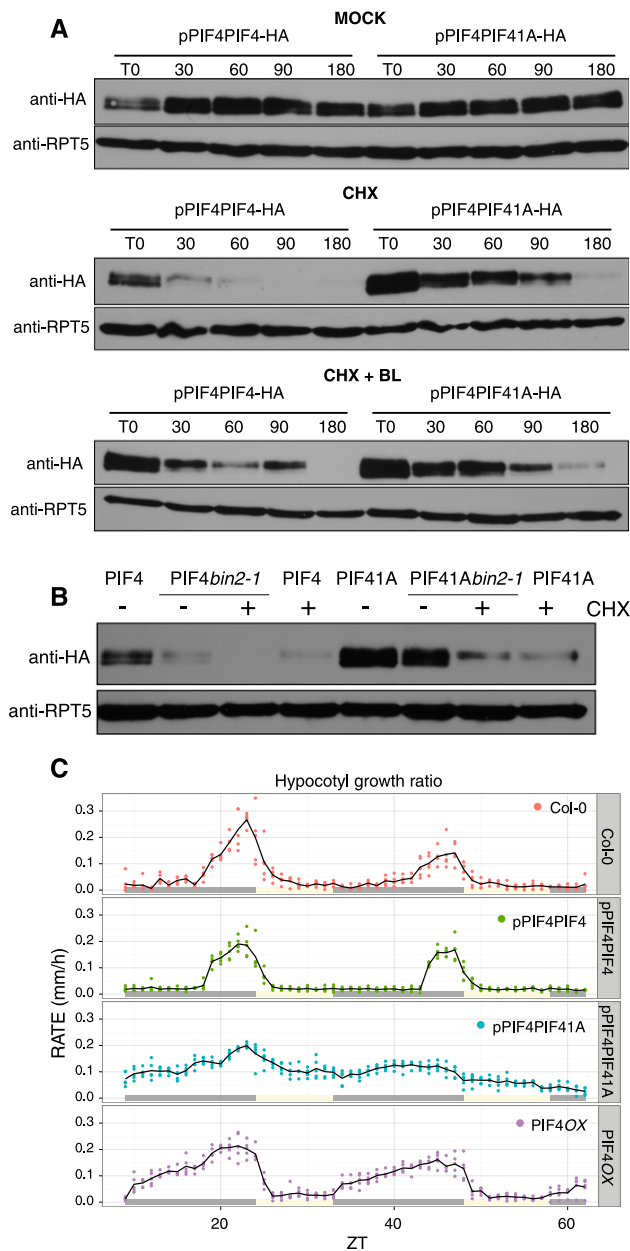 A
MOCK
pPIF4PIF4-HA pPIF4PIF41A-HA
T0 30 60 90 180 T0 30 60 90 180
anti-HA
anti-RPT5
CHX
pPIF4PIF4-HA pPIF4PIF41A-HA
T0 30 60 90 180 T0 30 60 90 180
anti-HA
anti-RPT5
CHX + BL
pPIF4PIF4-HA pPIF4PIF41A-HA
T0 30 60 90 180 T0 30 60 90 180
anti-HA
anti-RPT5
B
PIF4 PIF4bin2-1 PIF4 PIF41A PIF41Abin2-1 PIF41A
- - + + - - + + CHX
anti-HA
anti-RPT5
C
Hypocotyl growth ratio
RATE (mm/h)
0.3
0.2
0.1
0.0
Col-0
Col-0
0.3
0.2
0.1
0.0
pPIF4PIF4
pPIF4PIF4
0.3
0.2
0.1
0.0
pPIF4PIF41A
pPIF4PIF41A
0.3
0.2
0.1
0.0
PIF4OX
PIF4OX
20 40 60
ZT